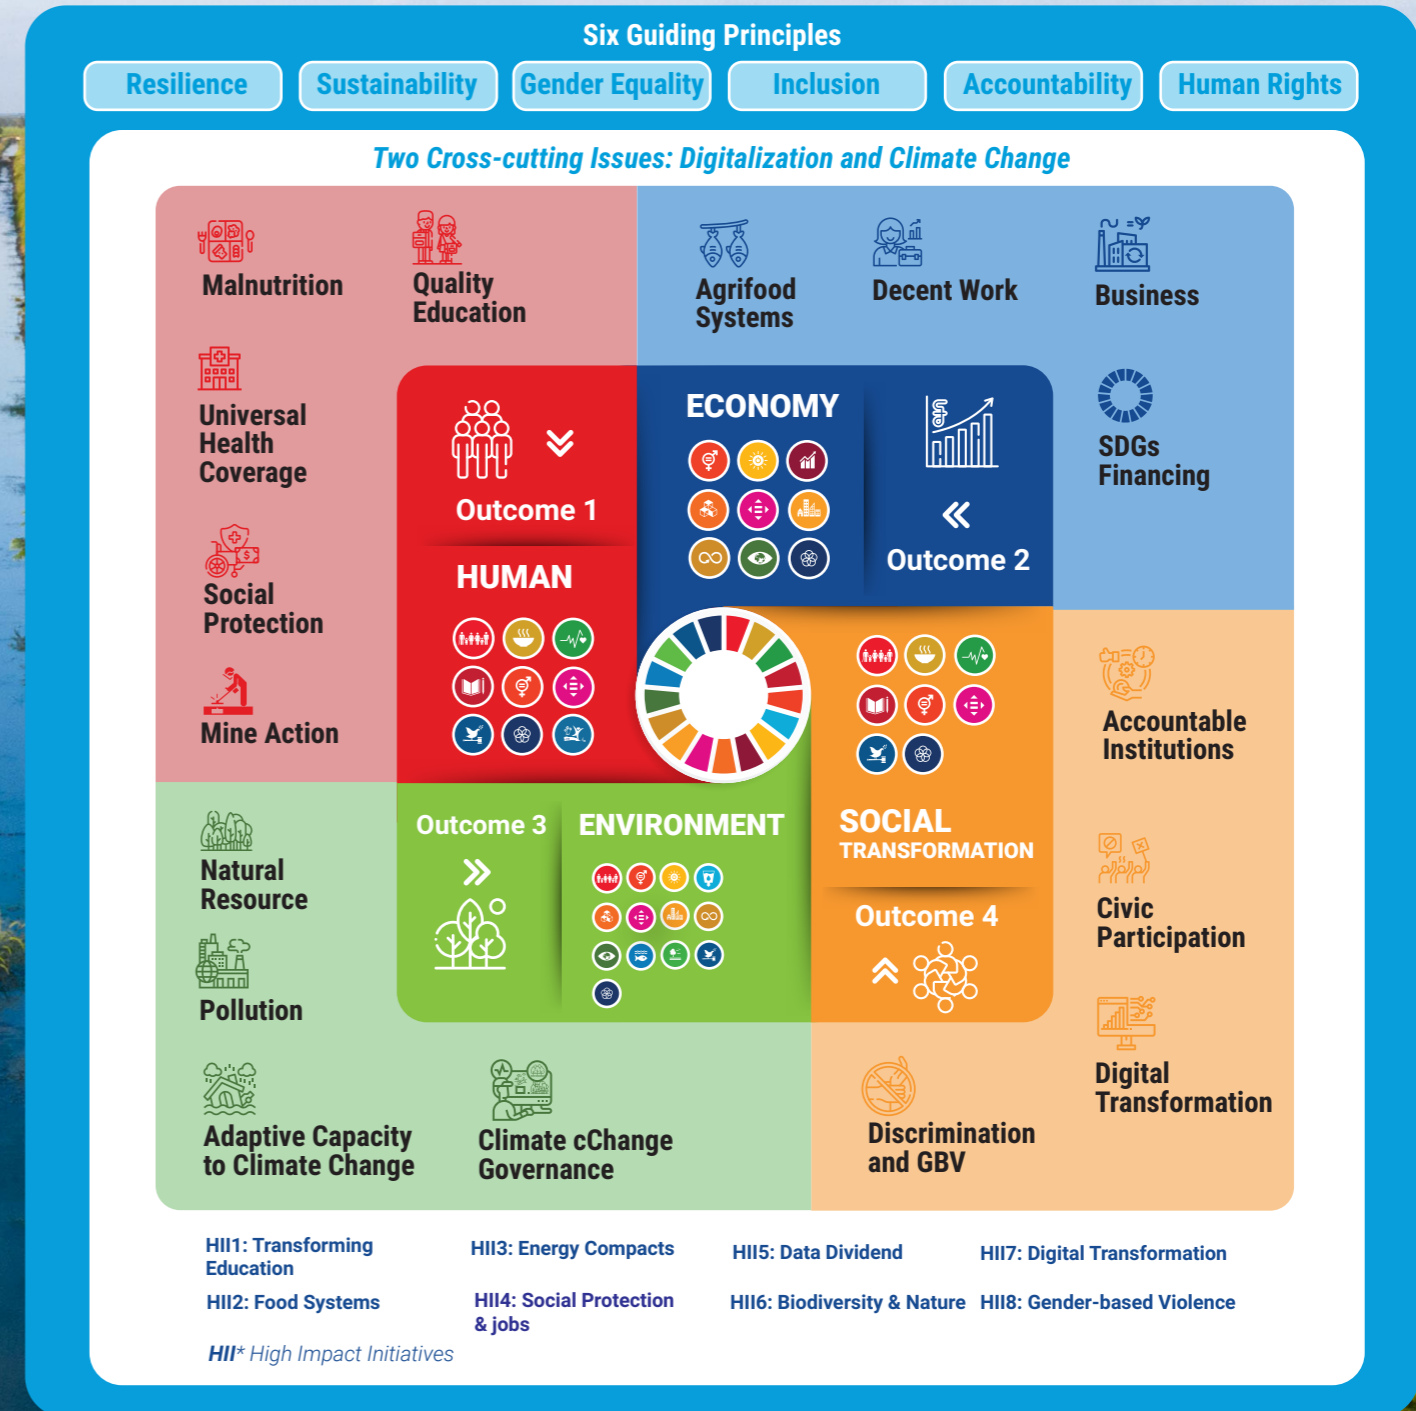 Six Guiding Principles
Resilience
Sustainability
Gender Equality
Inclusion
Accountability
Human Rights
Two Cross-cutting Issues: Digitalization and Climate Change
Malnutrition
Quality
Education
Universal
Health
Coverage
Social
Protection
Mine Action
Agrifood
Systems
Decent Work
Business
SDGs
Financing
Outcome 1
HUMAN
ECONOMY
Outcome 2
Outcome 3
ENVIRONMENT
SOCIAL
TRANSFORMATION
Outcome 4
Accountable
Institutions
Civic
Participation
Digital
Transformation
Discrimination
and GBV
Natural
Resource
Pollution
Adaptive Capacity
to Climate Change
Climate cChange
Governance
HII1: Transforming
Education
HII2: Food Systems
HII3: Energy Compacts
HII4: Social Protection
& jobs
HII5: Data Dividend
HII6: Biodiversity & Nature
HII7: Digital Transformation
HII8: Gender-based Violence
HII* High Impact Initiatives